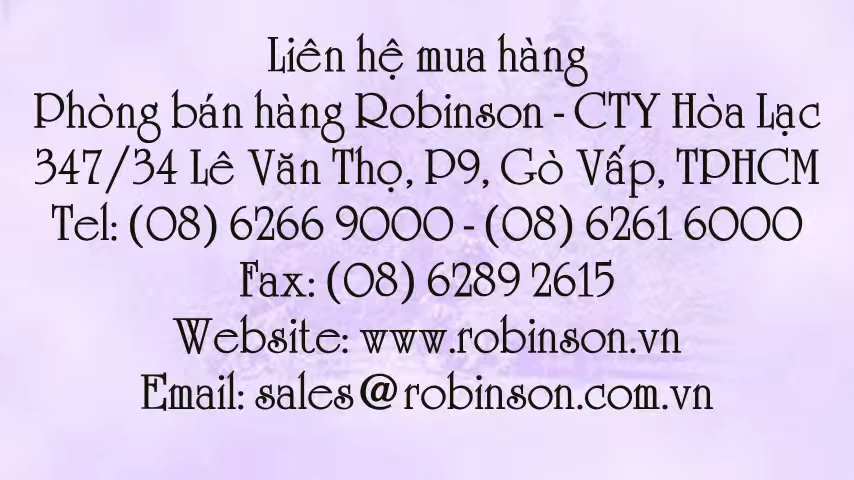 Liên hệ mua hàng
Phòng bán hàng Robinson - CTY Hòa Lạc
347/34 Lê Văn Thọ, P9, Gò Vấp, TPHCM
Tel: (08) 6266 9000 - (08) 6261 6000
Fax: (08) 6289 2615
Website: www.robinson.vn
Email: sales@robinson.com.vn